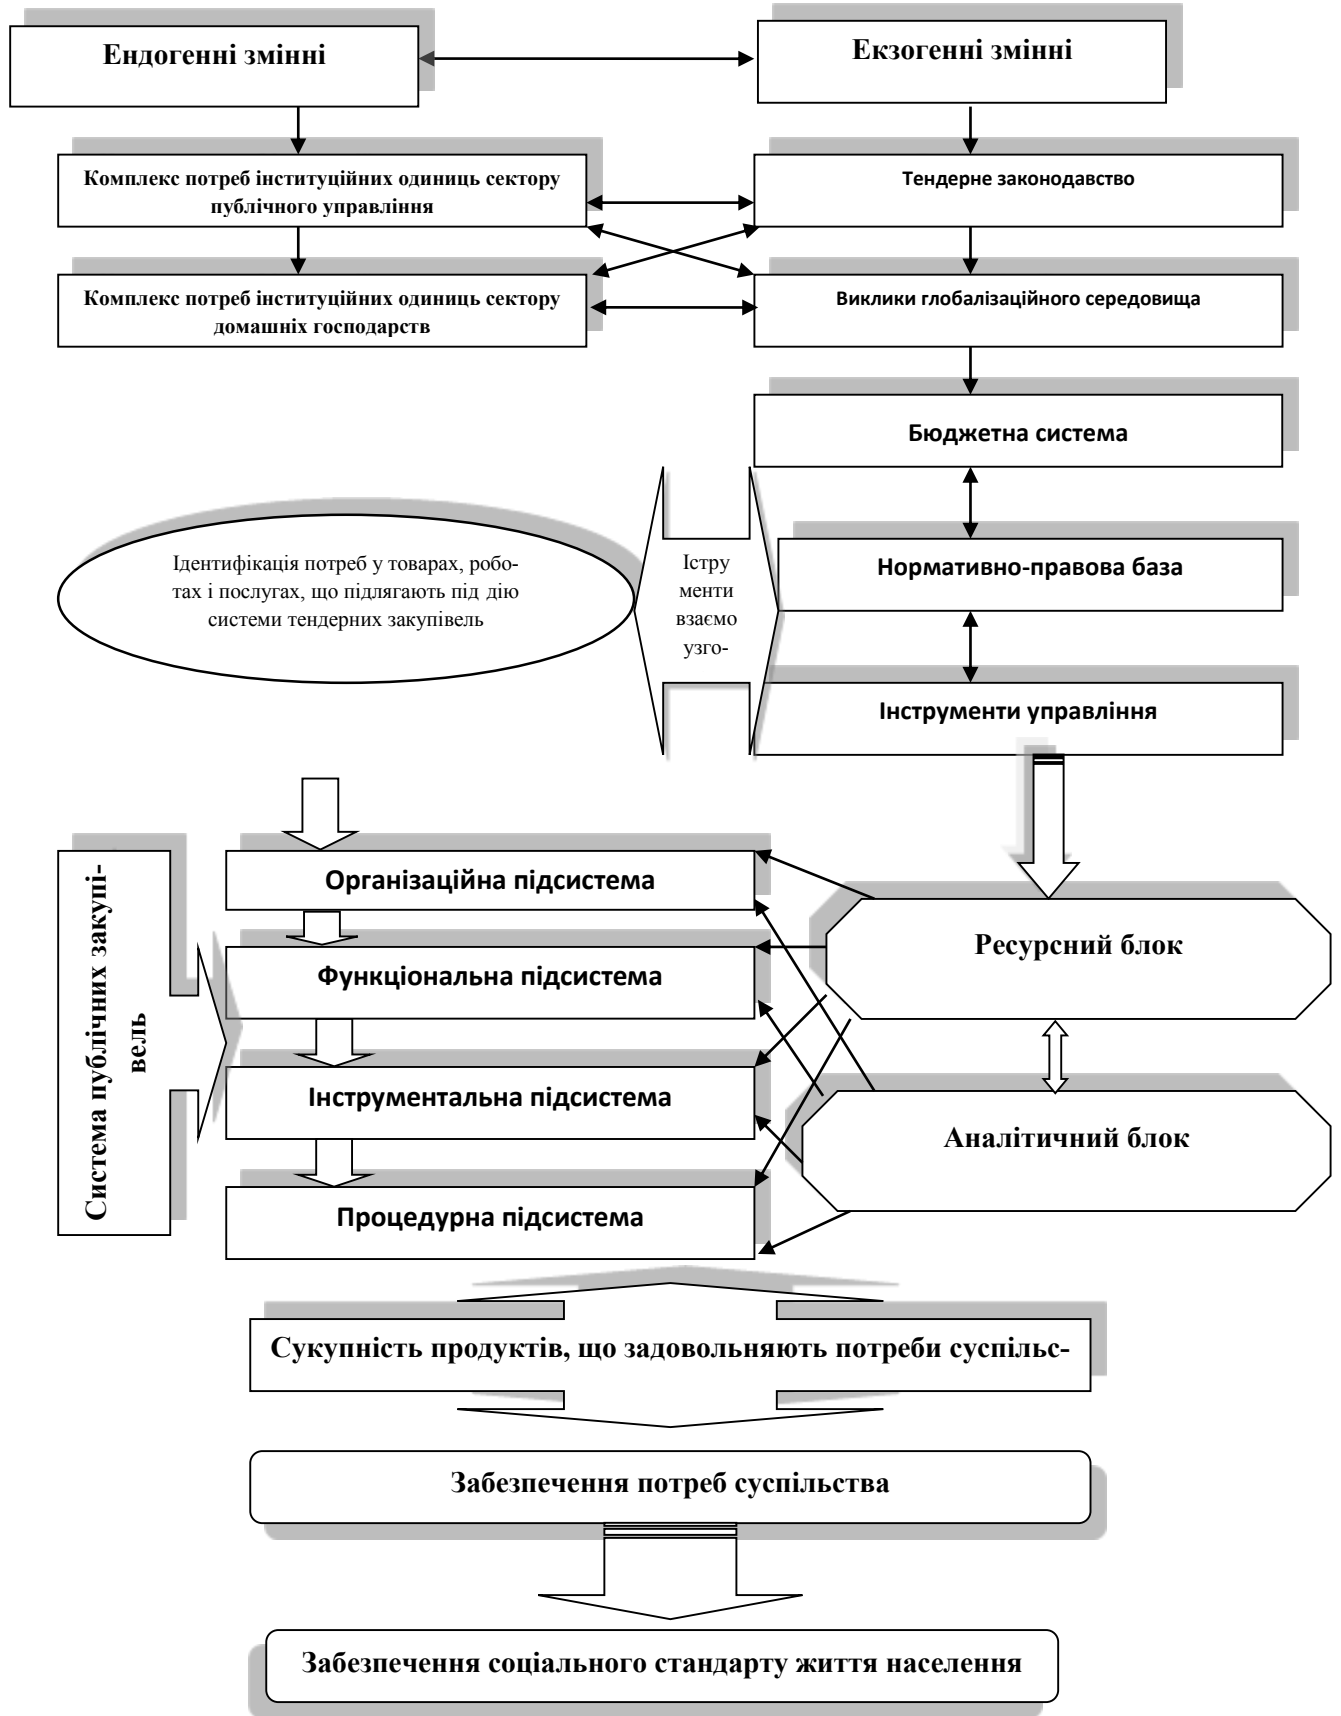 Ендогенні змінні
Екзогенні змінні
Комплекс потреб інституційних одиниць сектору
публічного управління
Тендерне законодавство
Комплекс потреб інституційних одиниць сектору
домашніх господарств
Виклики глобалізаційного середовища
Бюджетна система
Ідентифікація потреб у товарах, робо-
тах і послугах, що підлягають під дію
системи тендерних закупівель
Істру
менти
взаємо
узго-
Нормативно-правова база
Інструменти управління
Система публічних закупі-
вель
Організаційна підсистема
Функціональна підсистема
Інструментальна підсистема
Процедурна підсистема
Ресурсний блок
Аналітичний блок
Сукупність продуктів, що задовольняють потреби суспільс-
Забезпечення потреб суспільства
Забезпечення соціального стандарту життя населення